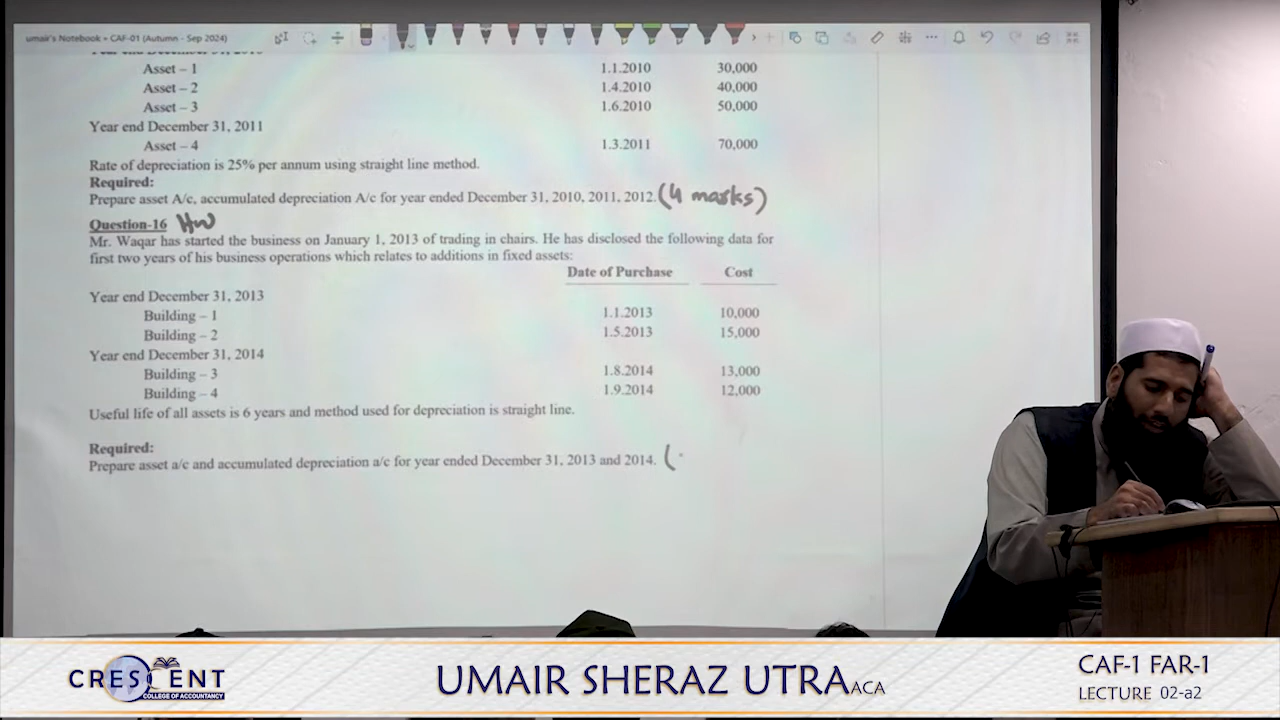 umair's Notebook » CAF-01 (Autumn - Sep 2024)
Asset – 1 1.1.2010 30,000
Asset – 2 1.4.2010 40,000
Asset – 3 1.6.2010 50,000
Year end December 31, 2011
Asset – 4 1.3.2011 70,000
Rate of depreciation is 25% per annum using straight line method.
Required:
Prepare asset A/c, accumulated depreciation A/c for year ended December 31, 2010, 2011, 2012. (4 marks)
Question-16 HW
Mr. Waqar has started the business on January 1, 2013 of trading in chairs. He has disclosed the following data for
first two years of his business operations which relates to additions in fixed assets:
Date of Purchase Cost
Year end December 31, 2013
Building – 1 1.1.2013 10,000
Building – 2 1.5.2013 15,000
Year end December 31, 2014
Building – 3 1.8.2014 13,000
Building – 4 1.9.2014 12,000
Useful life of all assets is 6 years and method used for depreciation is straight line.
Required:
Prepare asset a/c and accumulated depreciation a/c for year ended December 31, 2013 and 2014. (
CRESCENT
COLLEGE OF ACCOUNTANCY
UMAIR SHERAZ UTRA ACA
CAF-1 FAR-1
LECTURE 02-a2